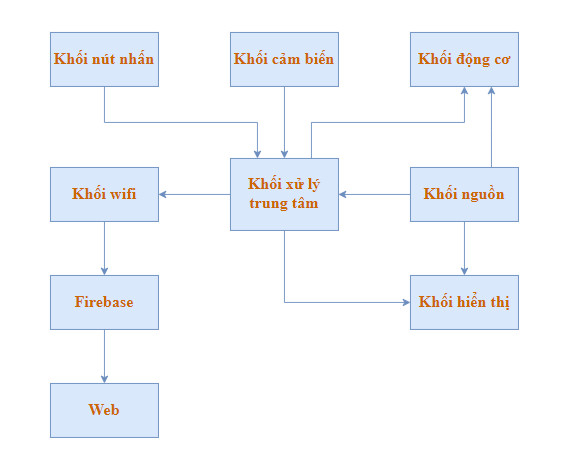 Khối nút nhấn
Khối cảm biến
Khối động cơ
Khối wifi
Khối xử lý
trung tâm
Khối nguồn
Firebase
Khối hiển thị
Web